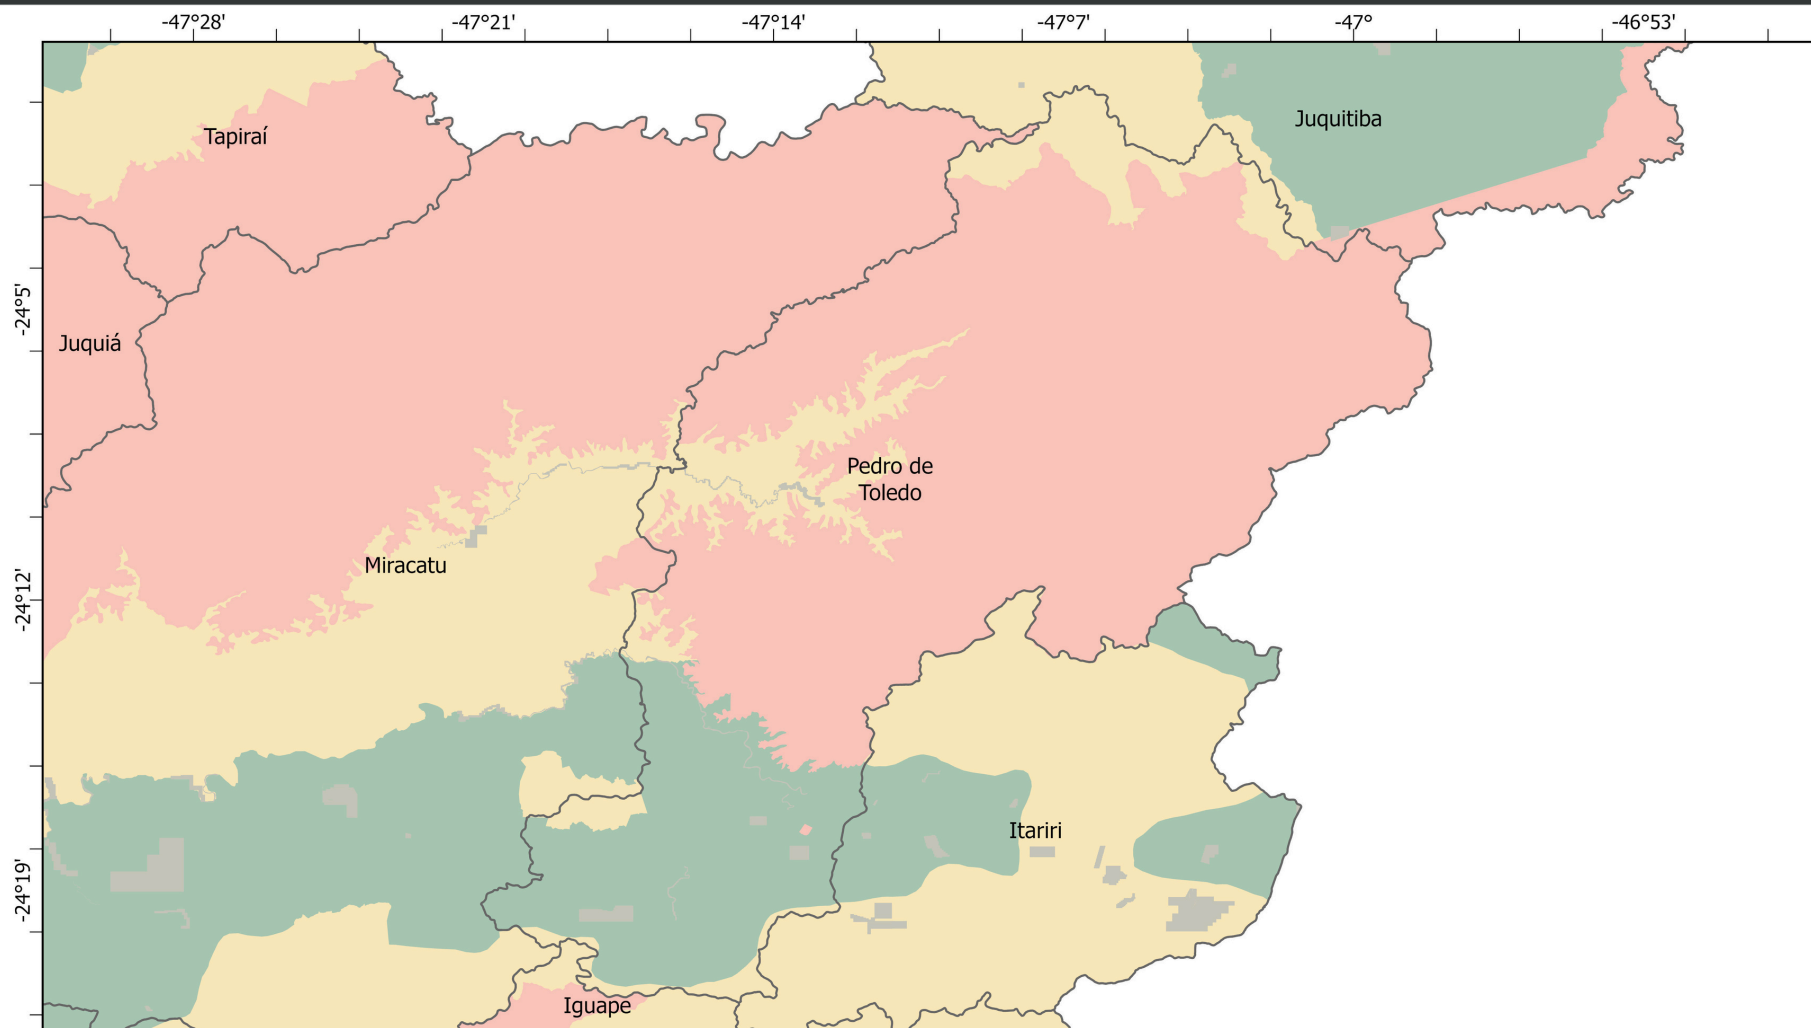 -47°28'
-47°21'
-47°14'
-47°7'
-47°
-46°53'
Juquitiba
Tapiraí
-24°5'
Juquiá
Pedro de
Toledo
Miracatu
-24°12'
Itariri
-24°19'
Iguape